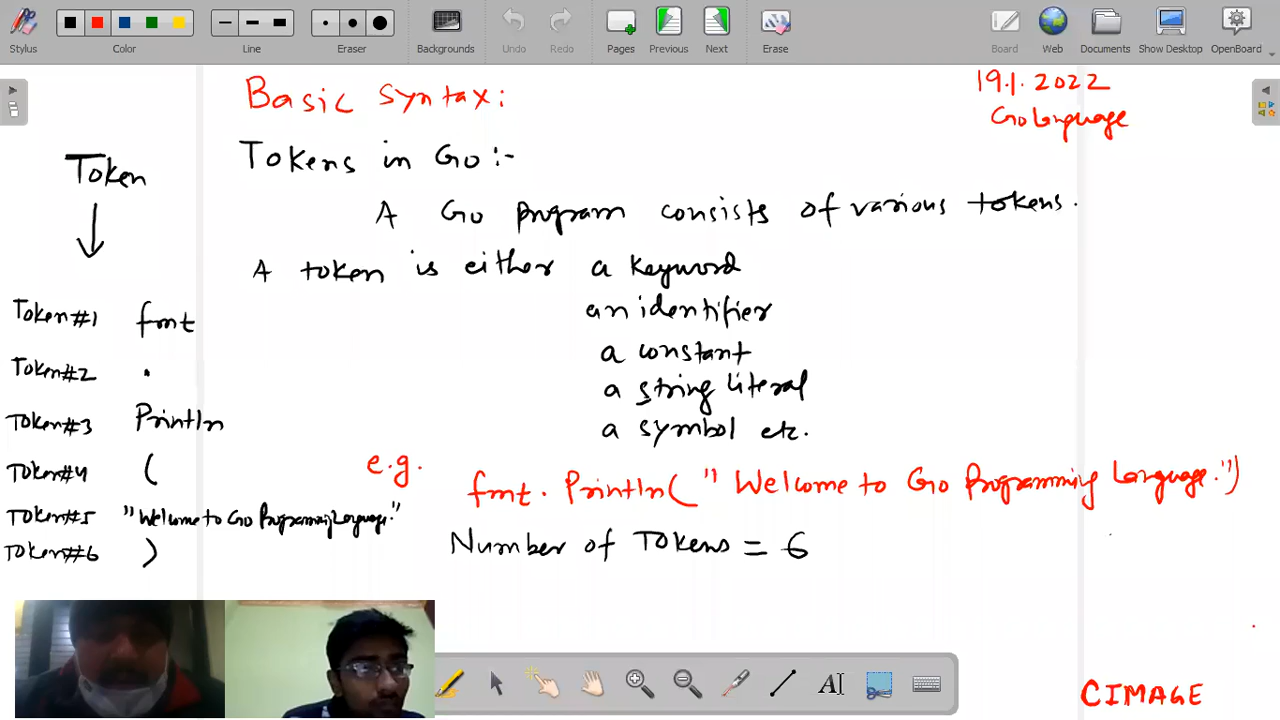 Stylus
Color
Line
Eraser
Backgrounds
Undo
Redo
Pages
Previous
Next
Erase
Board
Web
Documents
Show Desktop
OpenBoard
Basic Syntax:
19.1.2022
Go Language
Tokens in Go :-
A Go program consists of various tokens.
A token is either a keyword
an identifier
a constant
a string literal
a symbol etc.
e.g.
fmt. Println( "Welcome to Go Programming Language.")
Number of Tokens = 6
Token
Token#1 fmt
Token#2 .
Token#3 Println
Token#4 (
Token#5 "Welcome to Go Programming Language."
Token#6 )
CIMAGE